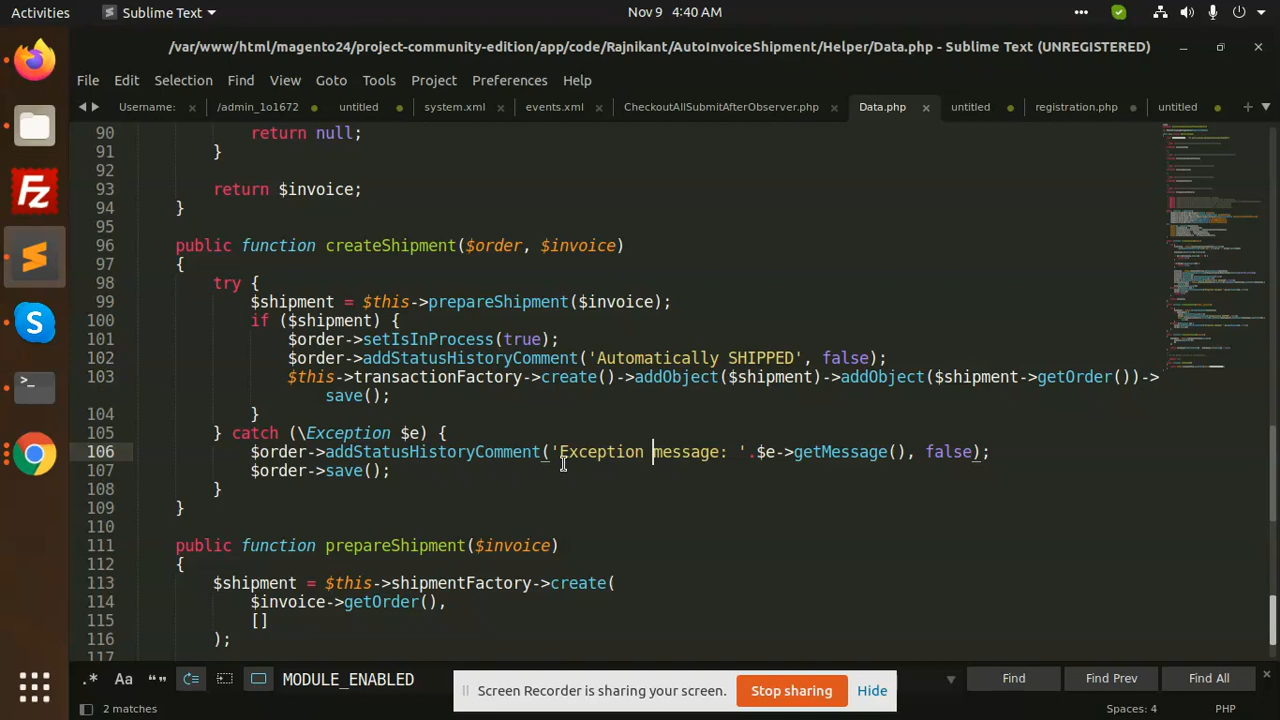 Activities Sublime Text Nov 9 4:40 AM
/var/www/html/magento24/project-community-edition/app/code/Rajnikant/AutoInvoiceShipment/Helper/Data.php - Sublime Text (UNREGISTERED)
File Edit Selection Find View Goto Tools Project Preferences Help
Username: /admin_1o1672 untitled system.xml events.xml CheckoutAllSubmitAfterObserver.php Data.php untitled registration.php untitled
90 return null;
91 }
92
93 return $invoice;
94 }
95
96 public function createShipment($order, $invoice)
97 {
98 try {
99 $shipment = $this->prepareShipment($invoice);
100 if ($shipment) {
101 $order->setIsInProcess(true);
102 $order->addStatusHistoryComment('Automatically SHIPPED', false);
103 $this->transactionFactory->create()->addObject($shipment)->addObject($shipment->getOrder())->
save();
104 }
105 } catch (\Exception $e) {
106 $order->addStatusHistoryComment('Exception message: '.$e->getMessage(), false);
107 $order->save();
108 }
109 }
110
111 public function prepareShipment($invoice)
112 {
113 $shipment = $this->shipmentFactory->create(
114 $invoice->getOrder(),
115 []
116 );
117
.* Aa “” MODULE_ENABLED Find Find Prev Find All
Screen Recorder is sharing your screen. Stop sharing Hide
2 matches Spaces: 4 PHP